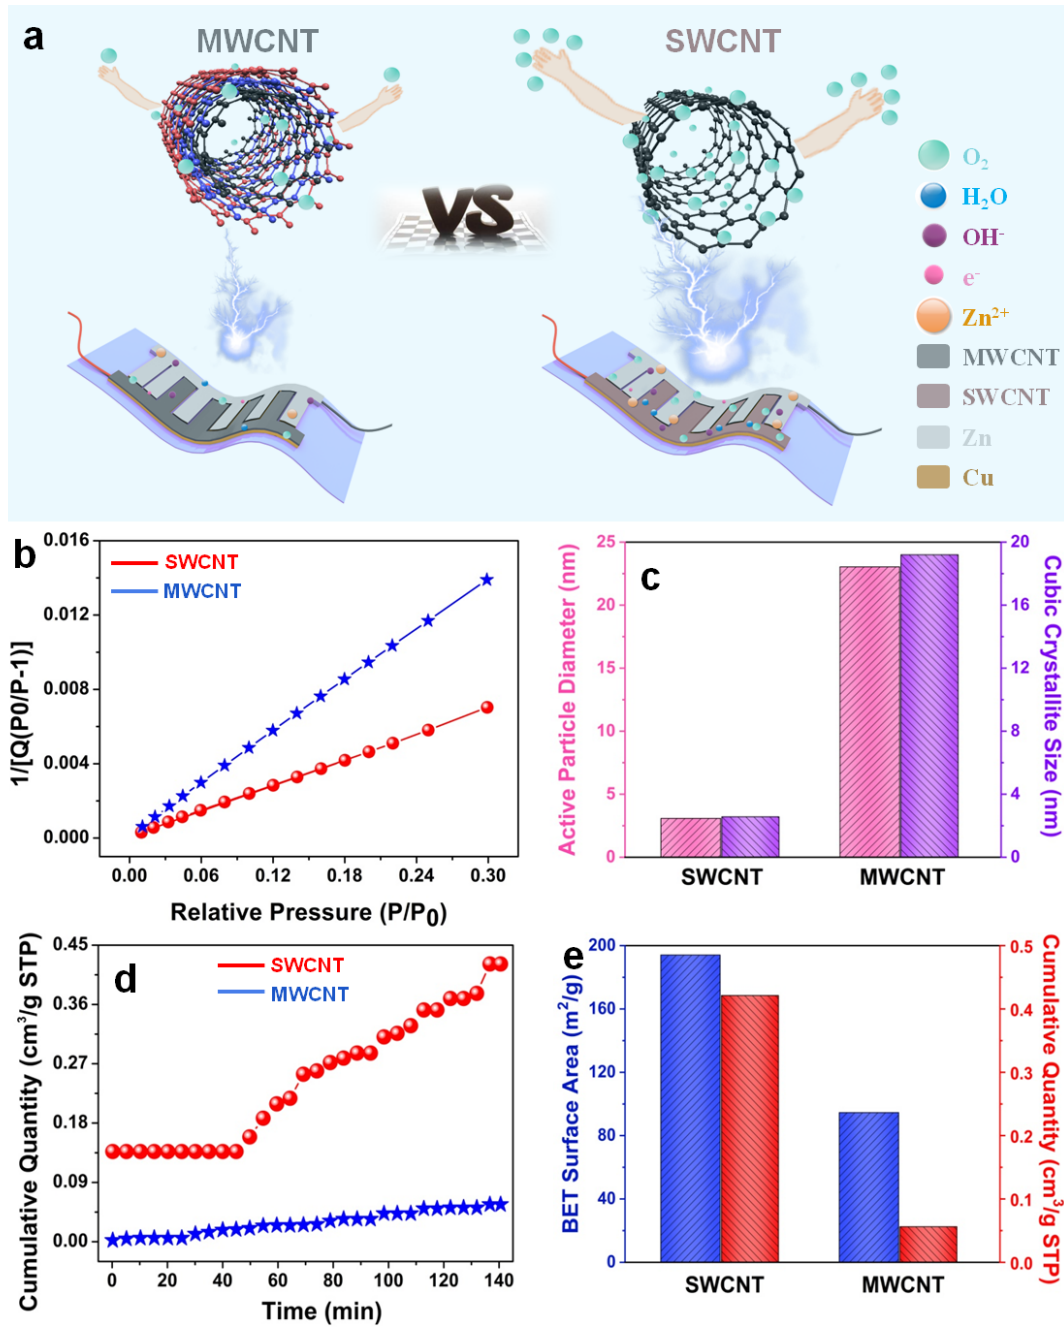 a
MWCNT
SWCNT
VS
O₂
H₂O
OH⁻
e⁻
Zn²⁺
MWCNT
SWCNT
Zn
Cu
b
SWCNT
MWCNT
1/[Q(P0/P-1)]
0.016
0.012
0.008
0.004
0.000
0.00 0.06 0.12 0.18 0.24 0.30
Relative Pressure (P/P₀)
c
Active Particle Diameter (nm)
25
20
15
10
5
0
Cubic Crystallite Size (nm)
20
16
12
8
4
0
SWCNT MWCNT
d
SWCNT
MWCNT
Cumulative Quantity (cm³/g STP)
0.45
0.36
0.27
0.18
0.09
0.00
0 20 40 60 80 100 120 140
Time (min)
e
BET Surface Area (m²/g)
200
160
120
80
40
0
Cumulative Quantity (cm³/g STP)
0.5
0.4
0.3
0.2
0.1
0.0
SWCNT MWCNT